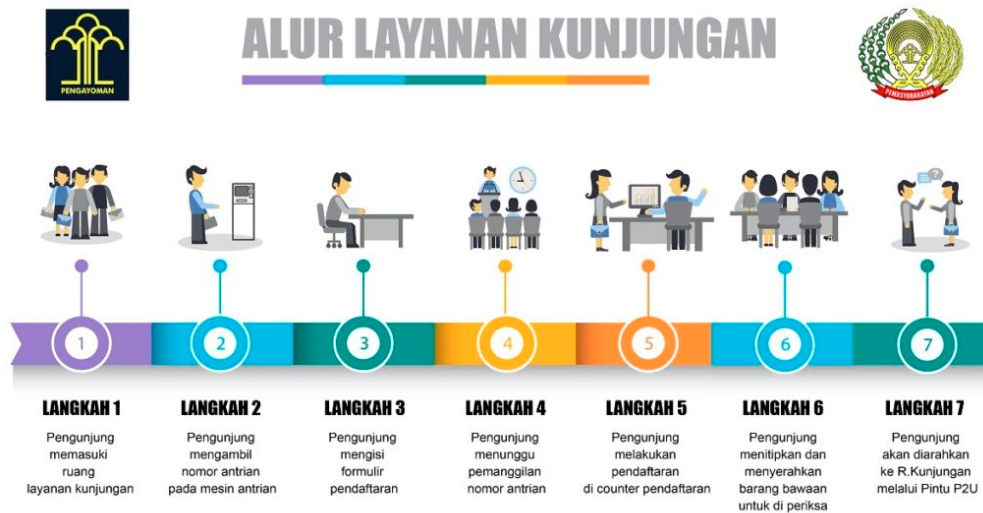 ALUR LAYANAN KUNJUNGAN
PENGAYOMAN
PEMASYARAKATAN
?
1
2
3
4
5
6
7
LANGKAH 1
Pengunjung
memasuki
ruang
layanan kunjungan
LANGKAH 2
Pengunjung
mengambil
nomor antrian
pada mesin antrian
LANGKAH 3
Pengunjung
mengisi
formulir
pendaftaran
LANGKAH 4
Pengunjung
menunggu
pemanggilan
nomor antrian
LANGKAH 5
Pengunjung
melakukan
pendaftaran
di counter pendaftaran
LANGKAH 6
Pengunjung
menitipkan dan
menyerahkan
barang bawaan
untuk di periksa
LANGKAH 7
Pengunjung
akan diarahkan
ke R.Kunjungan
melalui Pintu P2U